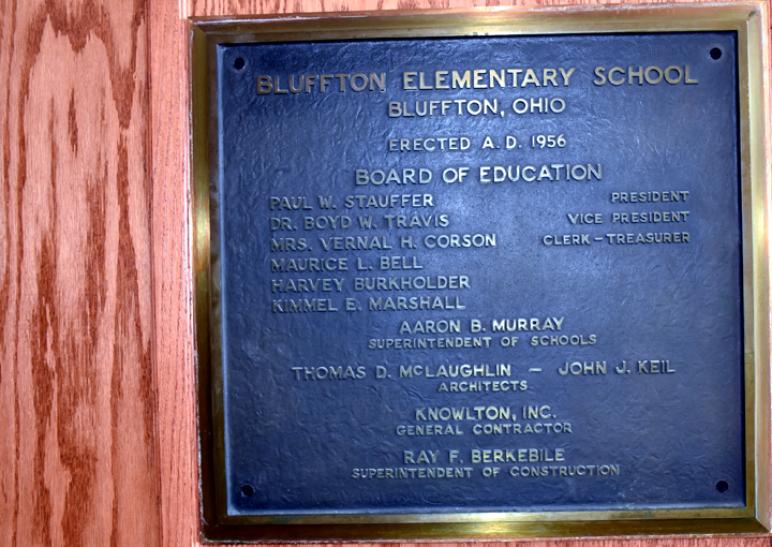 BLUFFTON ELEMENTARY SCHOOL
BLUFFTON, OHIO
ERECTED A. D. 1956
BOARD OF EDUCATION
PAUL W. STAUFFER PRESIDENT
DR. BOYD W. TRAVIS VICE PRESIDENT
MRS. VERNAL H. CORSON CLERK - TREASURER
MAURICE L. BELL
HARVEY BURKHOLDER
KIMMEL E. MARSHALL
AARON B. MURRAY
SUPERINTENDENT OF SCHOOLS
THOMAS D. McLAUGHLIN - JOHN J. KEIL
ARCHITECTS
KNOWLTON, INC.
GENERAL CONTRACTOR
RAY F. BERKEBILE
SUPERINTENDENT OF CONSTRUCTION